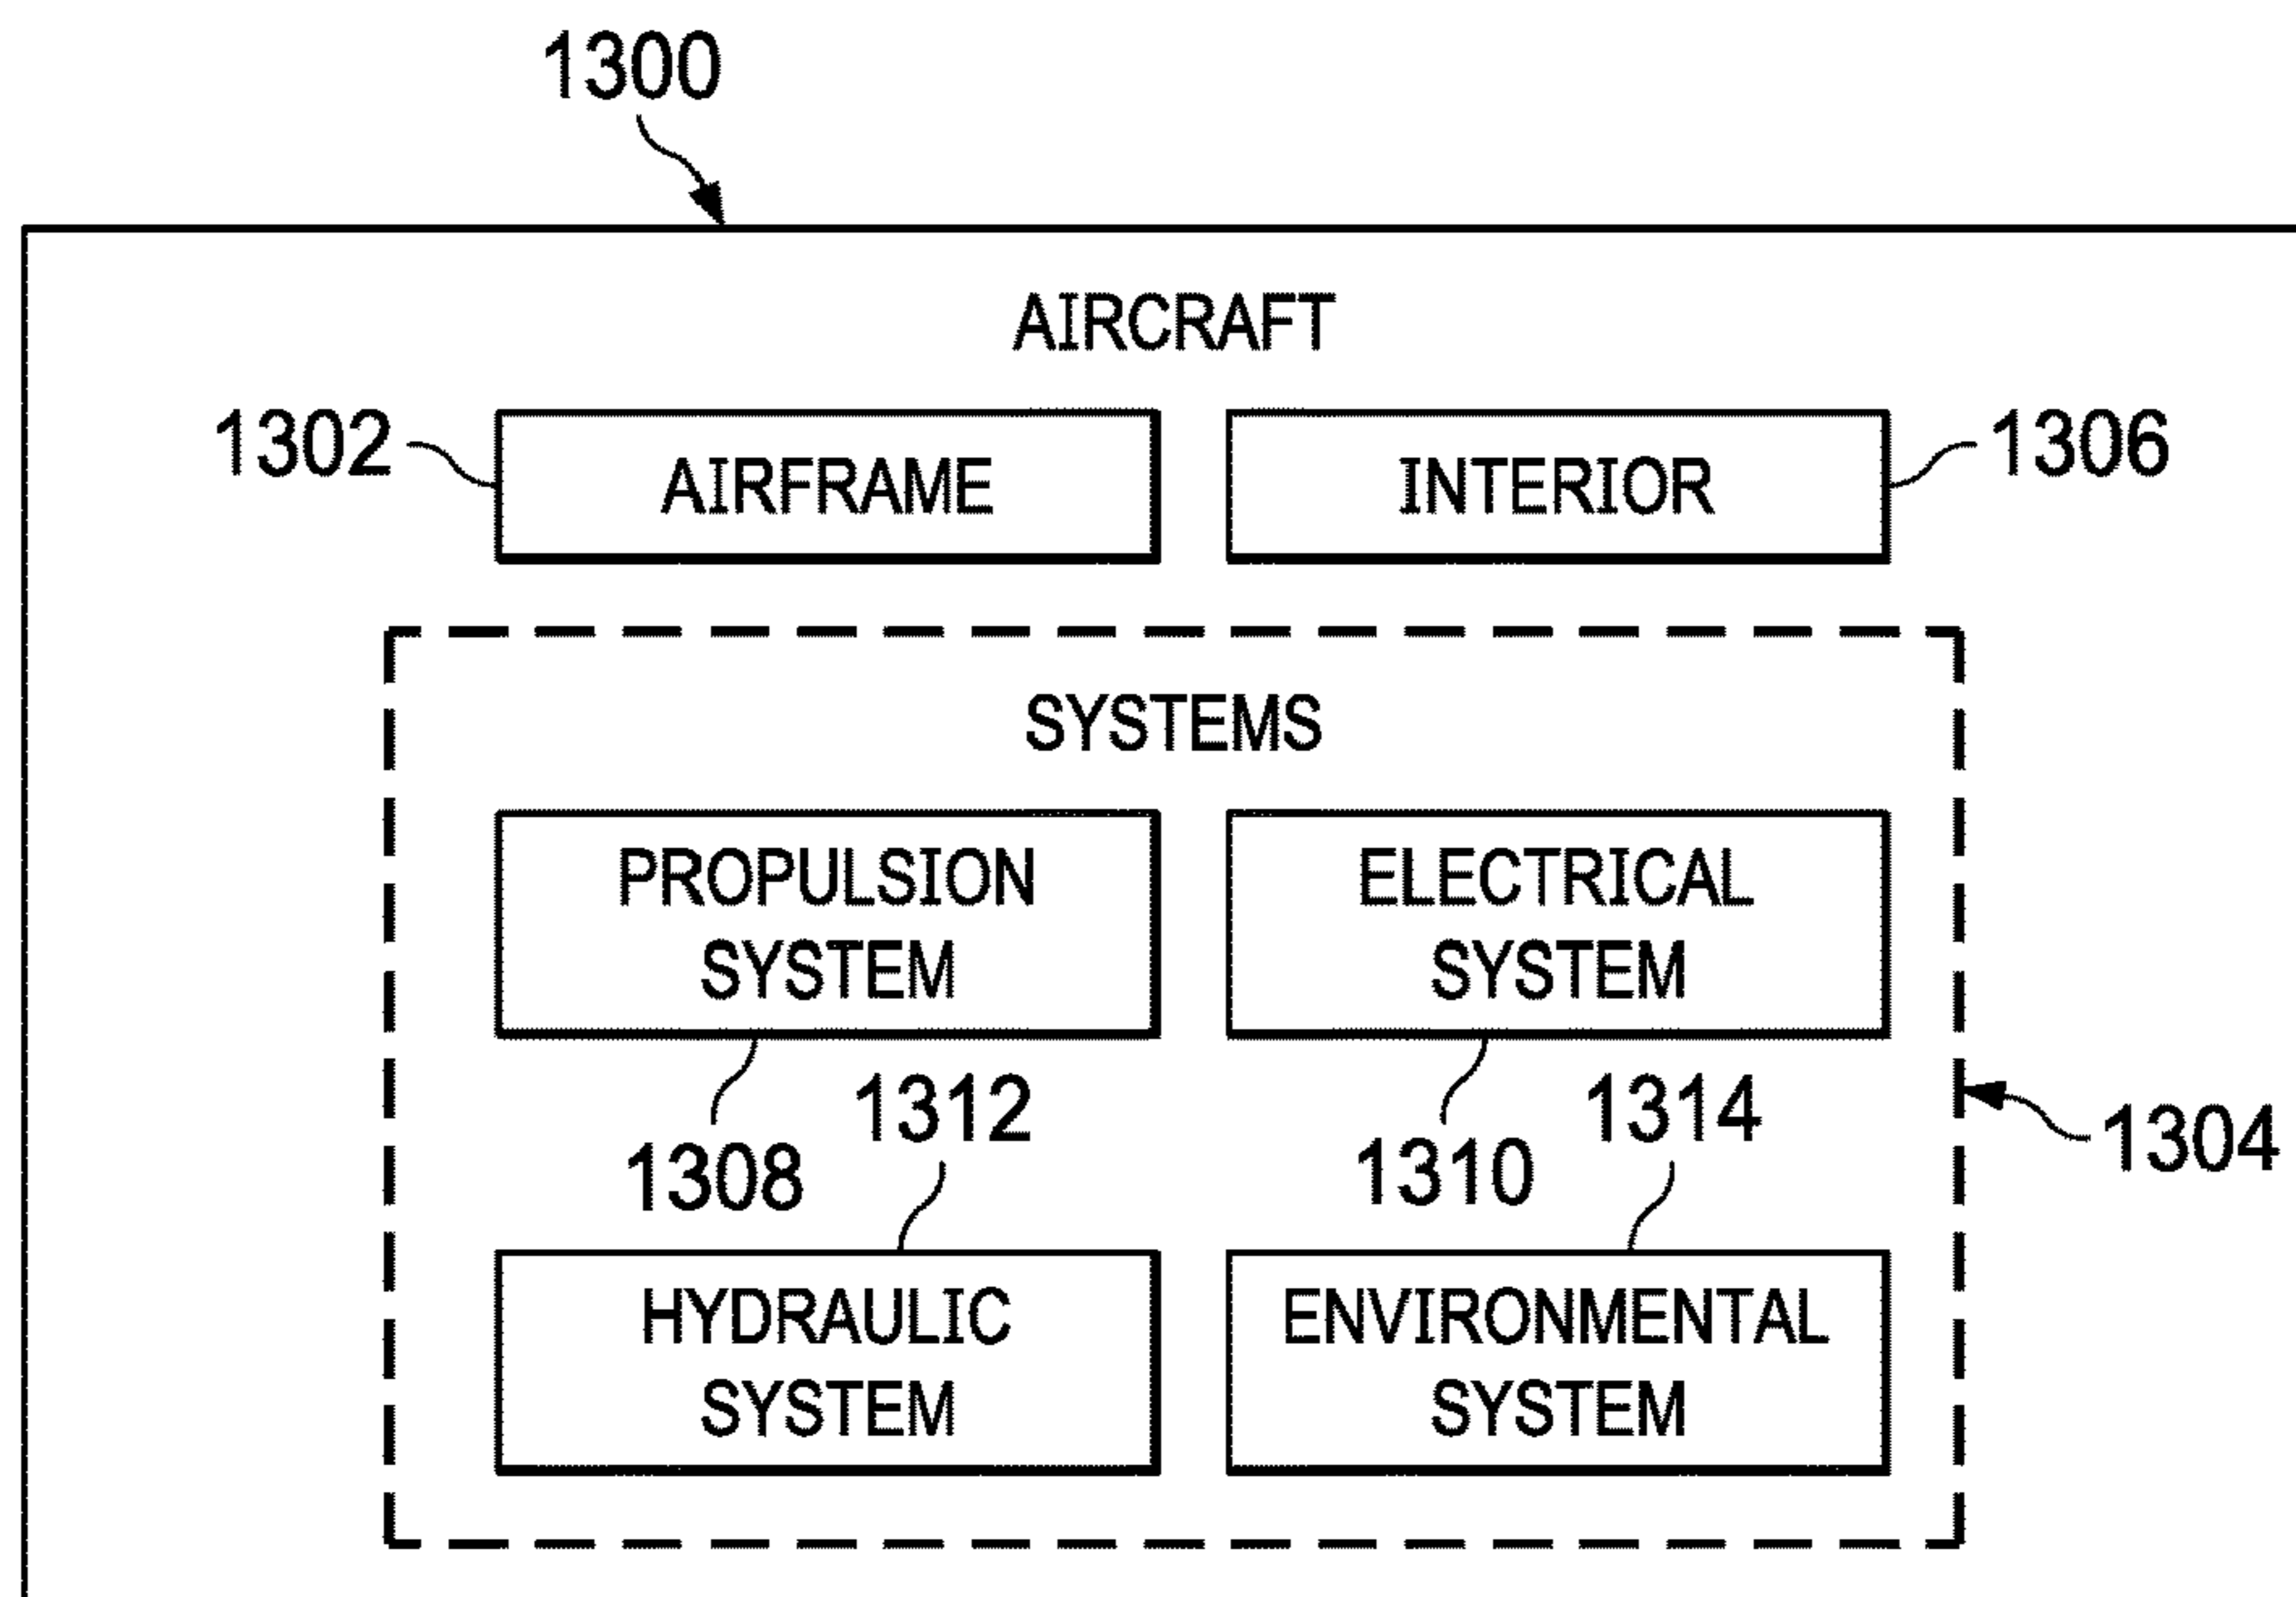 1300
AIRCRAFT
1302
AIRFRAME
INTERIOR
1306
SYSTEMS
PROPULSION
SYSTEM
ELECTRICAL
SYSTEM
1308
1312
1310
1314
1304
HYDRAULIC
SYSTEM
ENVIRONMENTAL
SYSTEM